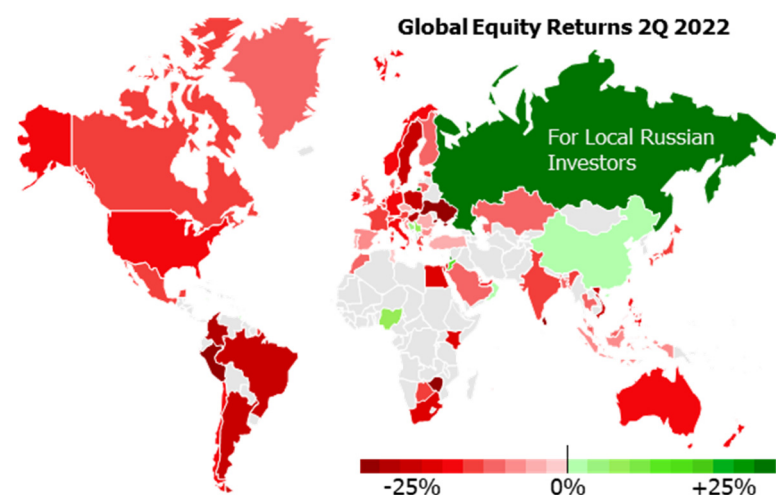 Global Equity Returns 2Q 2022
For Local Russian
Investors
-25% 0% +25%